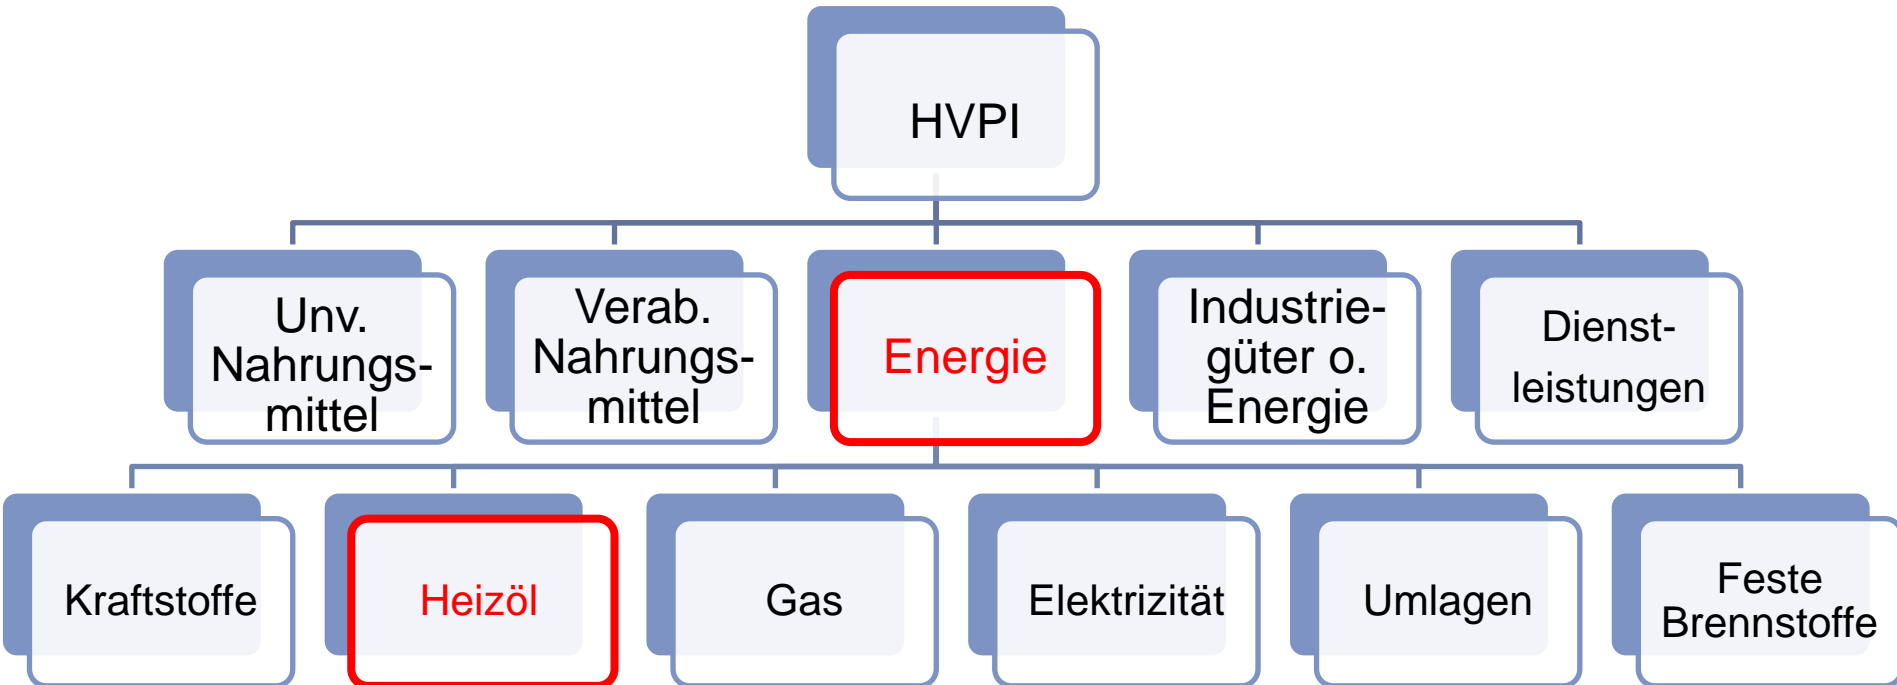 HVPI
Unv.
Nahrungs-
mittel
Verab.
Nahrungs-
mittel
Energie
Industrie-
güter o.
Energie
Dienst-
leistungen
Kraftstoffe
Heizöl
Gas
Elektrizität
Umlagen
Feste
Brennstoffe